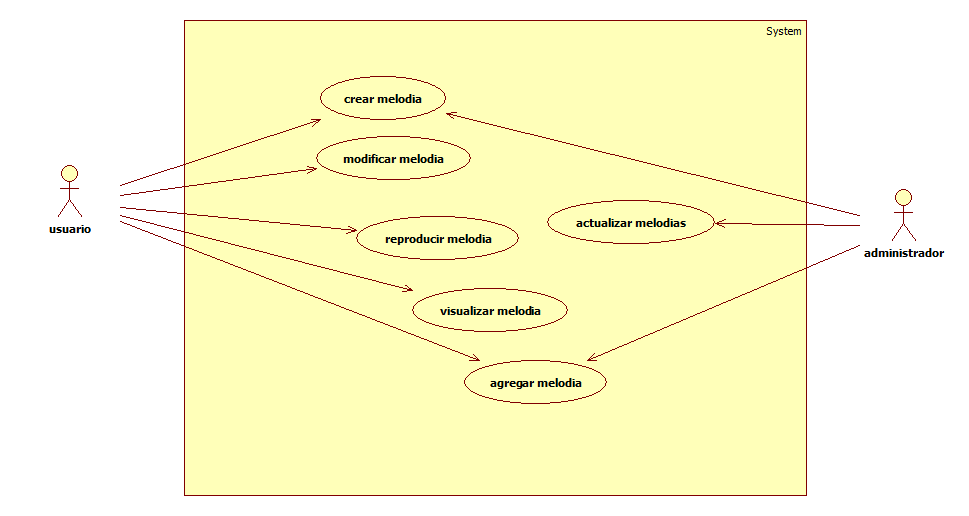 System
crear melodia
modificar melodia
usuario
actualizar melodias
reproducir melodia
administrador
visualizar melodia
agregar melodia